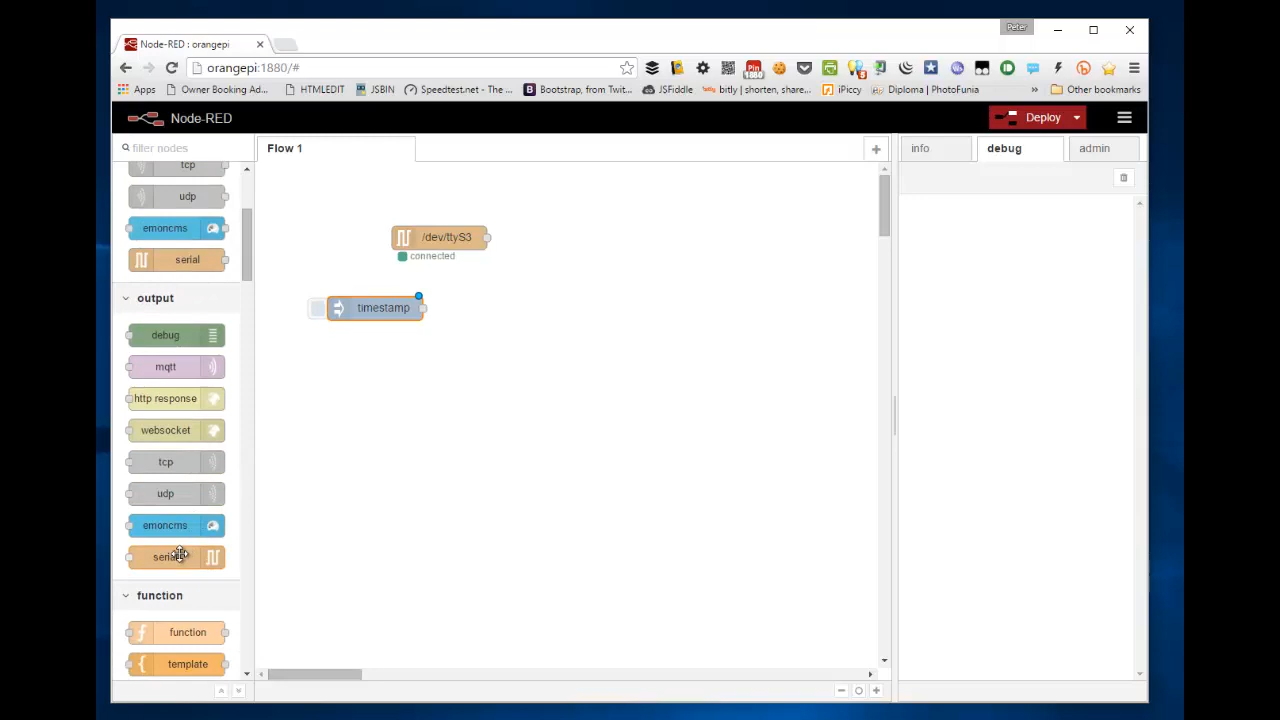 Peter
Node-RED : orangepi
orangepi:1880/#
Apps Owner Booking Ad... HTMLEDIT JSBIN Speedtest.net - The ... Bootstrap, from Twit... JSFiddle bitly | shorten, share... iPiccy Diploma | PhotoFunia » Other bookmarks
Node-RED Deploy
filter nodes Flow 1 info debug admin
tcp
udp
emoncms
/dev/ttyS3
serial connected
output
timestamp
debug
mqtt
http response
websocket
tcp
udp
emoncms
function
function
template